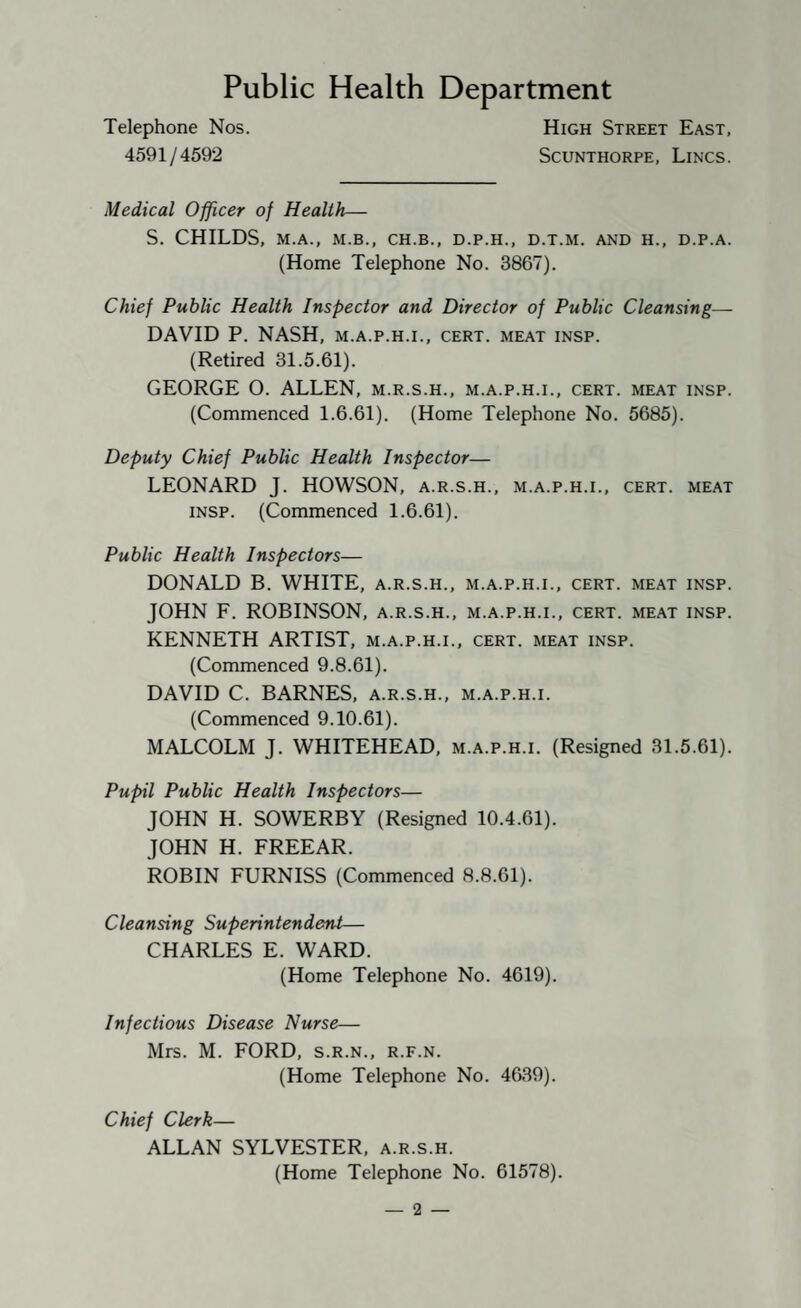 Public Health Department
Telephone Nos. High Street East,
4591/4592 Scunthorpe, Lincs.
Medical Officer of Health—
S. CHILDS, M.A., M.B., CH.B., D.P.H., D.T.M. AND H., D.P.A.
(Home Telephone No. 3867).
Chief Public Health Inspector and Director of Public Cleansing—
DAVID P. NASH, M.A.P.H.I., CERT. MEAT INSP.
(Retired 31.5.61).
GEORGE O. ALLEN, M.R.S.H., M.A.P.H.I., CERT. MEAT INSP.
(Commenced 1.6.61). (Home Telephone No. 5685).
Deputy Chief Public Health Inspector—
LEONARD J. HOWSON, A.R.S.H., M.A.P.H.I., CERT. MEAT
INSP. (Commenced 1.6.61).
Public Health Inspectors—
DONALD B. WHITE, A.R.S.H., M.A.P.H.I., CERT. MEAT INSP.
JOHN F. ROBINSON, A.R.S.H., M.A.P.H.I., CERT. MEAT INSP.
KENNETH ARTIST, M.A.P.H.I., CERT. MEAT INSP.
(Commenced 9.8.61).
DAVID C. BARNES, A.R.S.H., M.A.P.H.I.
(Commenced 9.10.61).
MALCOLM J. WHITEHEAD, M.A.P.H.I. (Resigned 31.5.61).
Pupil Public Health Inspectors—
JOHN H. SOWERBY (Resigned 10.4.61).
JOHN H. FREEAR.
ROBIN FURNISS (Commenced 8.8.61).
Cleansing Superintendent—
CHARLES E. WARD.
(Home Telephone No. 4619).
Infectious Disease Nurse—
Mrs. M. FORD, S.R.N., R.F.N.
(Home Telephone No. 4639).
Chief Clerk—
ALLAN SYLVESTER, A.R.S.H.
(Home Telephone No. 61578).
— 2 —